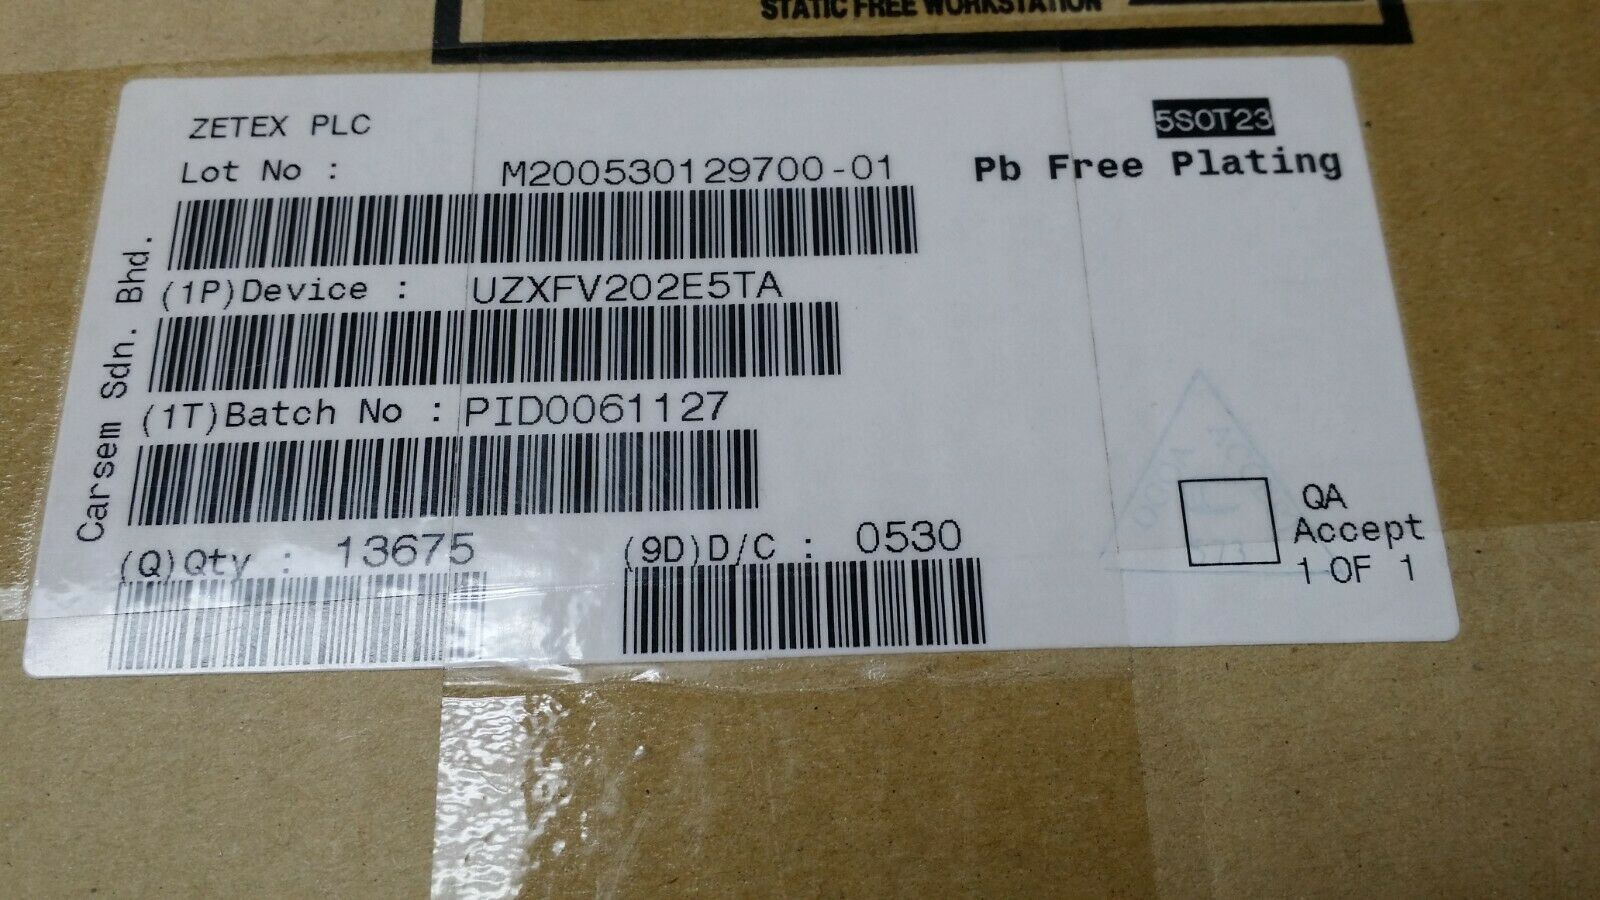 STATIC FREE WORKSTATION
ZETEX PLC
5SOT23
Lot No : M200530129700-01
Pb Free Plating
(1P)Device : UZXFV202E5TA
(1T)Batch No : PID0061127
(Q)Qty : 13675
(9D)D/C : 0530
QA
Accept
1 OF 1
Carsem Sdn. Bhd.